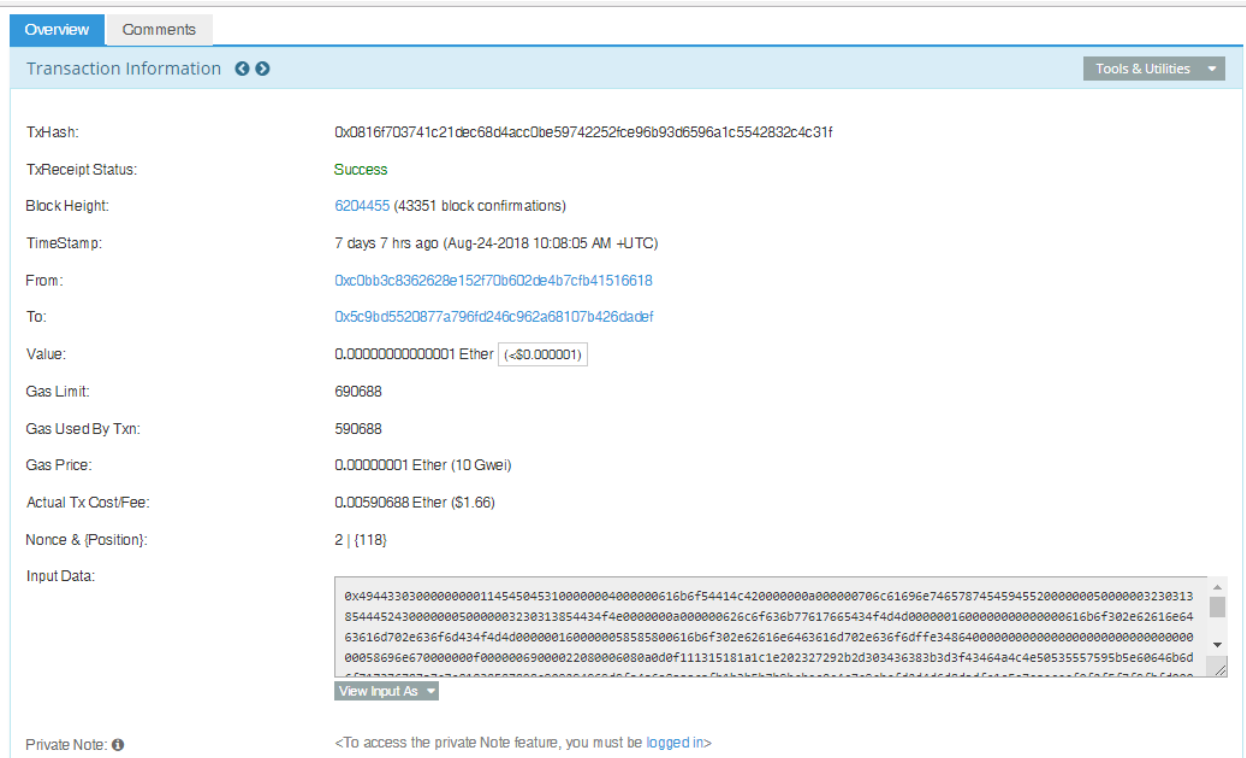 Overview
Comments
Transaction Information
Tools & Utilities
TxHash: 0x0816f703741c21dec68d4acc0be59742252fce96b93d6596a1c5542832c4c31f
TxReceipt Status: Success
Block Height: 6204455 (43351 block confirmations)
TimeStamp: 7 days 7 hrs ago (Aug-24-2018 10:08:05 AM +UTC)
From: 0xc0bb3c8362628e152f70b602de4b7cfb41516618
To: 0x5c9bd5520877a796fd246c962a68107b426dadef
Value: 0.00000000000001 Ether (<$0.000001)
Gas Limit: 690688
Gas Used By Txn: 590688
Gas Price: 0.00000001 Ether (10 Gwei)
Actual Tx Cost/Fee: 0.00590688 Ether ($1.66)
Nonce & {Position}: 2 | {118}
Input Data:
0x494433030000000001145450453100000004000000616b6f54414c420000000a000000706c61696e7465787454594552000000050000003230313
854445243000000050000003230313854434f4e0000000a000000626c6f636b77617665434f4d4d0000001600000000000000616b6f302e62616e64
63616d702e636f6d434f4d4d0000001600000058585800616b6f302e62616e6463616d702e636f6dfffe34864000000000000000000000000000000
00058696e670000000f00000690000220800006080a0d0f111315181a1c1e202327292b2d303436383b3d3f43464a4c4e50535557595b5e60646b6d
View Input As
Private Note: <To access the private Note feature, you must be logged in>